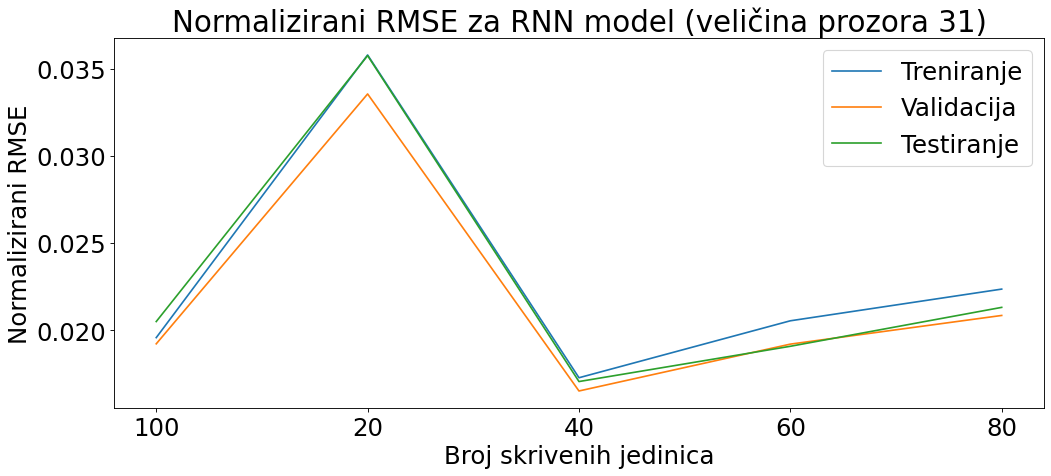 Normalizirani RMSE za RNN model (veličina prozora 31)
Normalizirani RMSE
0.035
0.030
0.025
0.020
Treniranje
Validacija
Testiranje
100
20
40
60
80
Broj skrivenih jedinica